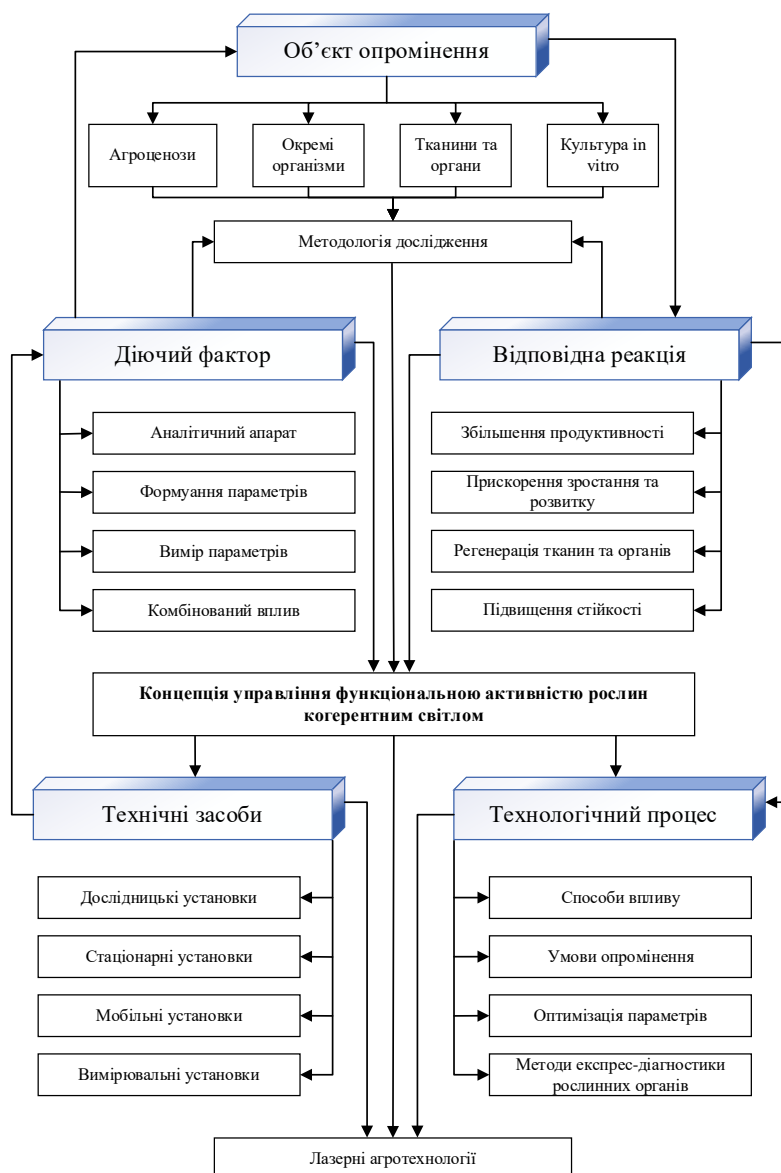 Об’єкт опромінення
Агроценози
Окремі
організми
Тканини та
органи
Культура in
vitro
Методологія дослідження
Діючий фактор
Відповідна реакція
Аналітичний апарат
Формуання параметрів
Вимір параметрів
Комбінований вплив
Збільшення продуктивності
Прискорення зростання та
розвитку
Регенерація тканин та органів
Підвищення стійкості
Концепція управління функціональною активністю рослин
когерентним світлом
Технічні засоби
Технологічний процес
Дослідницькі установки
Стаціонарні установки
Мобільні установки
Вимірювальні установки
Способи впливу
Умови опромінення
Оптимізація параметрів
Методи експрес-діагностики
рослинних органів
Лазерні агротехнології